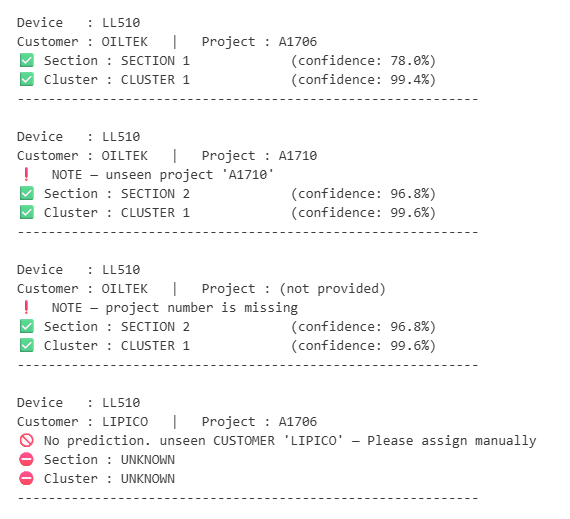 Device   : LL510
Customer : OILTEK   |   Project : A1706
✅ Section : SECTION 1             (confidence: 78.0%)
✅ Cluster : CLUSTER 1             (confidence: 99.4%)
------------------------------------------------------------
Device   : LL510
Customer : OILTEK   |   Project : A1710
❗  NOTE — unseen project 'A1710'
✅ Section : SECTION 2             (confidence: 96.8%)
✅ Cluster : CLUSTER 1             (confidence: 99.6%)
------------------------------------------------------------
Device   : LL510
Customer : OILTEK   |   Project : (not provided)
❗  NOTE — project number is missing
✅ Section : SECTION 2             (confidence: 96.8%)
✅ Cluster : CLUSTER 1             (confidence: 99.6%)
------------------------------------------------------------
Device   : LL510
Customer : LIPICO   |   Project : A1706
🚫 No prediction. unseen CUSTOMER 'LIPICO' — Please assign manually
⛔ Section : UNKNOWN
⛔ Cluster : UNKNOWN
------------------------------------------------------------